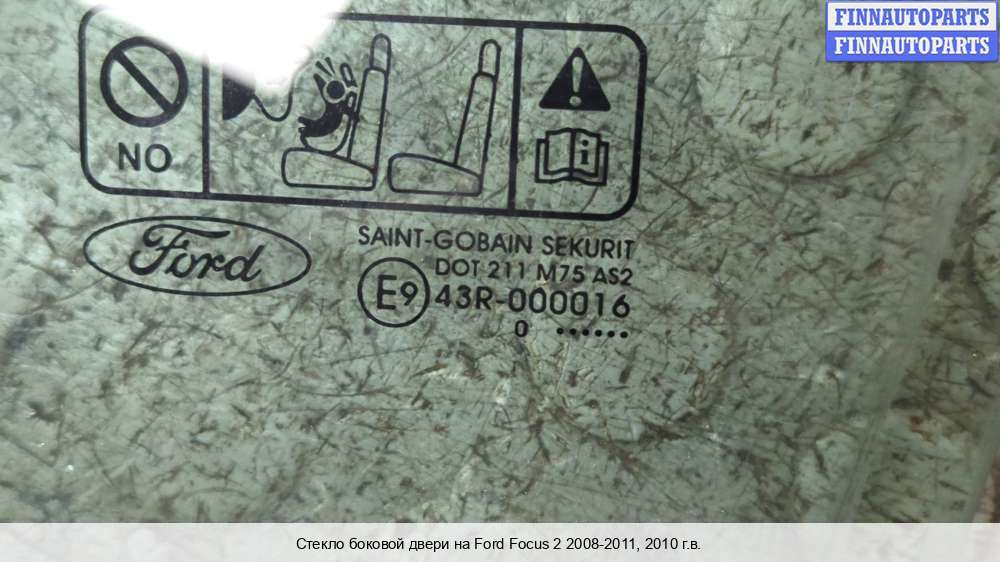 FINNAUTOPARTS
FINNAUTOPARTS
NO
i
Ford
SAINT-GOBAIN SEKURIT
DOT 211 M75 AS2
E9 43R-000016
0 ......
Стекло боковой двери на Ford Focus 2 2008-2011, 2010 г.в.